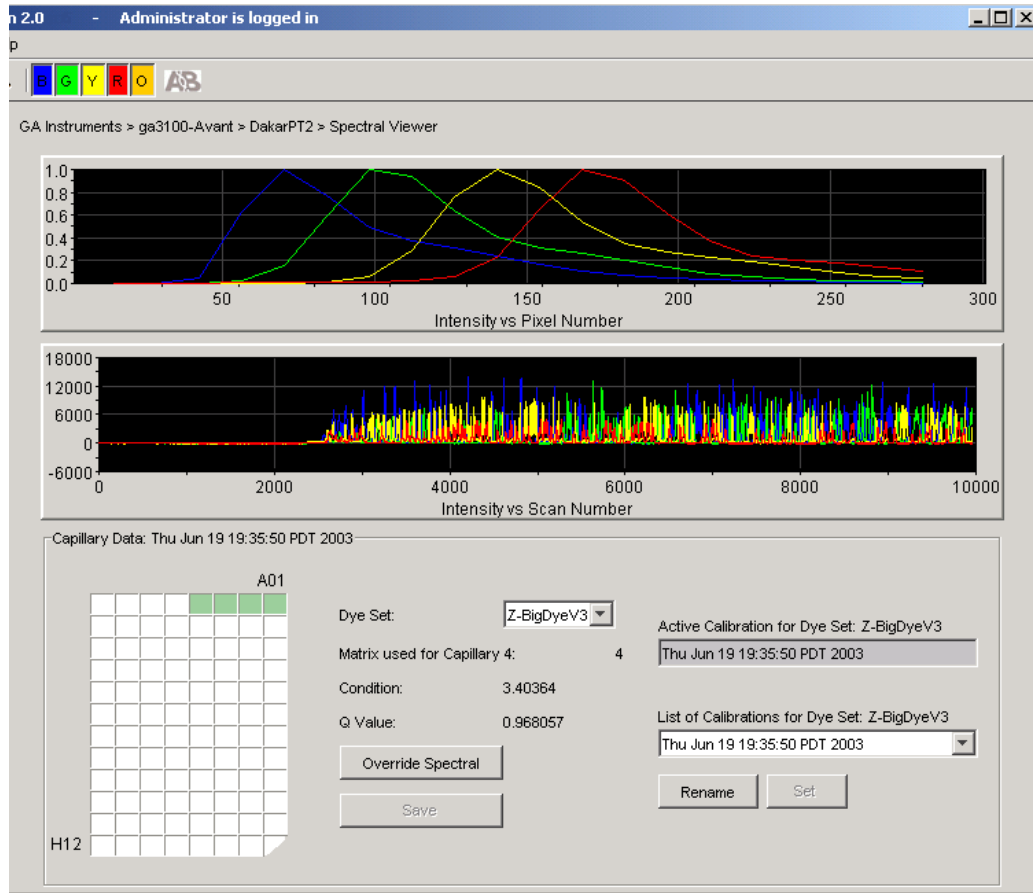 n 2.0 - Administrator is logged in
p
B G Y R O AB
GA Instruments > ga3100-Avant > DakarPT2 > Spectral Viewer
1.0
0.8
0.6
0.4
0.2
0.0
50 100 150 200 250 300
Intensity vs Pixel Number
18000
12000
6000
0
-6000
0 2000 4000 6000 8000 10000
Intensity vs Scan Number
Capillary Data: Thu Jun 19 19:35:50 PDT 2003
A01
H12
Dye Set: Z-BigDyeV3
Matrix used for Capillary 4: 4
Condition: 3.40364
Q Value: 0.968057
Override Spectral
Save
Active Calibration for Dye Set: Z-BigDyeV3
Thu Jun 19 19:35:50 PDT 2003
List of Calibrations for Dye Set: Z-BigDyeV3
Thu Jun 19 19:35:50 PDT 2003
Rename Set